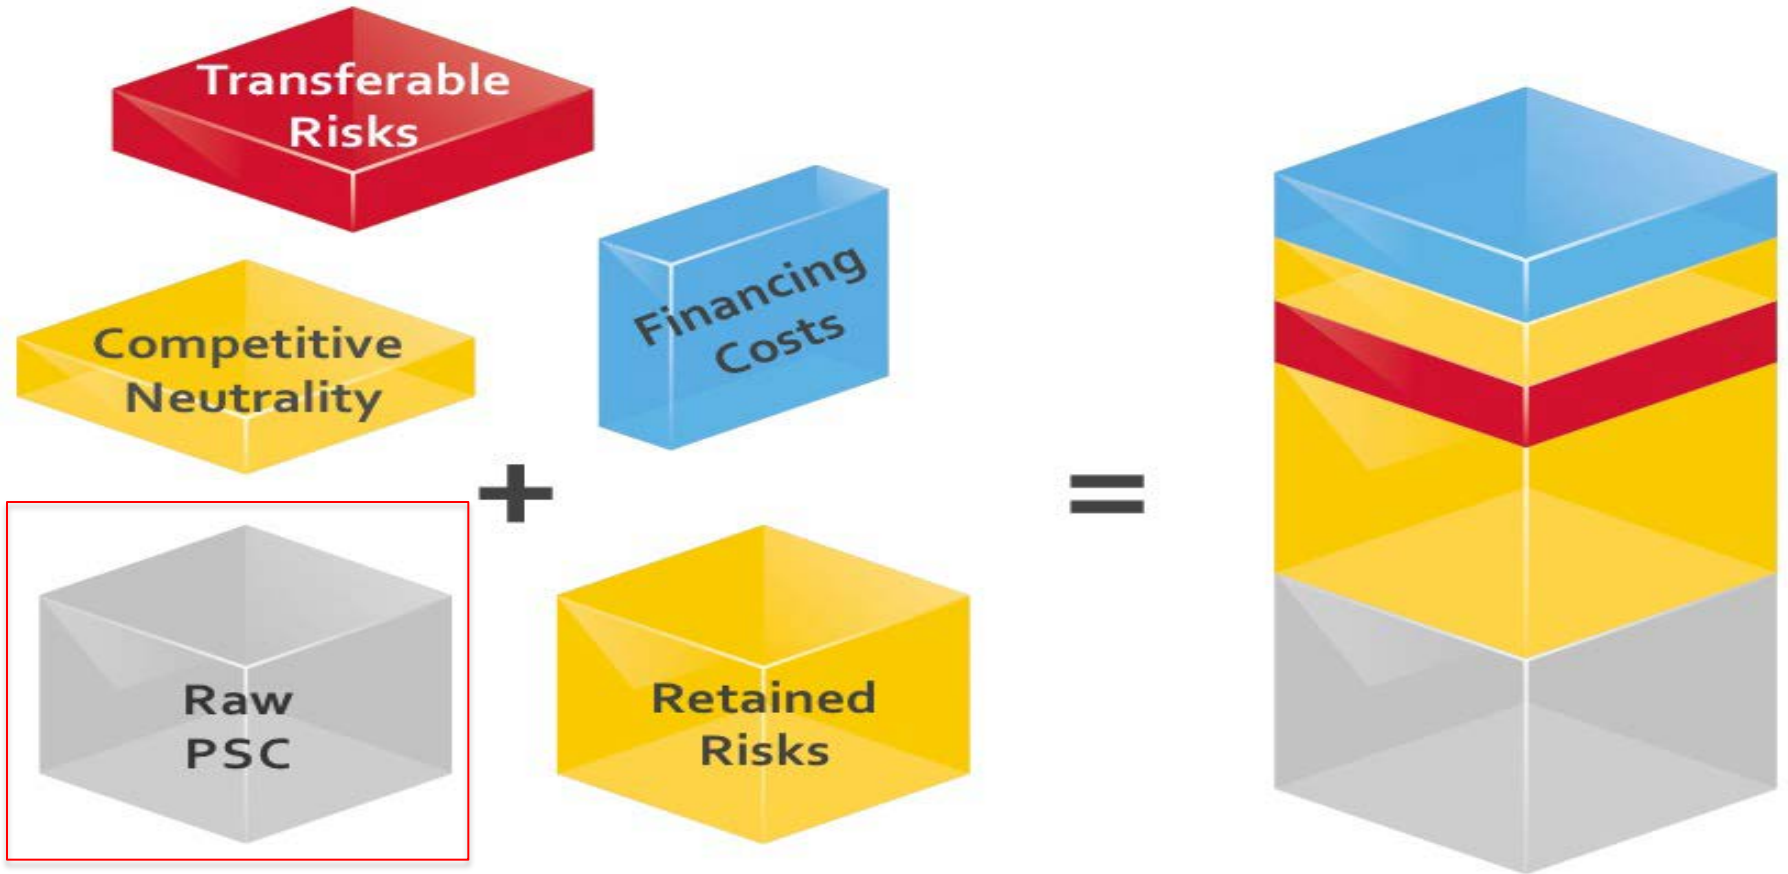 Transferable
Risks
Financing
Costs
Competitive
Neutrality
+
=
Raw
PSC
Retained
Risks